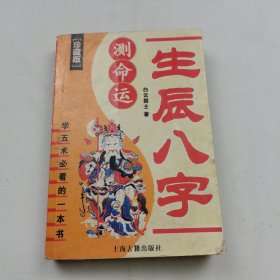 珍藏版
生辰八字
测命运
白云居士 著
学五术必看的一本书
上海古籍出版社